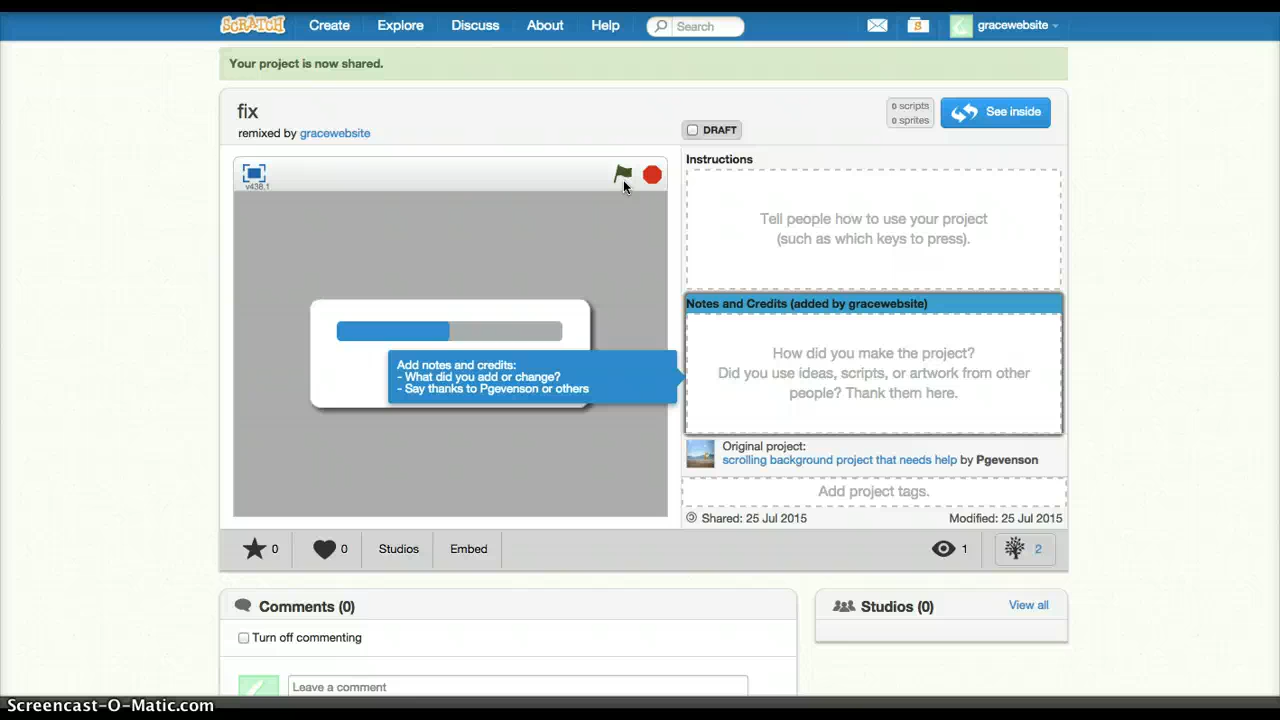 SCRATCH Create Explore Discuss About Help Search S gracewebsite
Your project is now shared.
fix
remixed by gracewebsite
0 scripts
0 sprites
See inside
DRAFT
v438.1
Instructions
Tell people how to use your project
(such as which keys to press).
Notes and Credits (added by gracewebsite)
How did you make the project?
Did you use ideas, scripts, or artwork from other
people? Thank them here.
Add notes and credits:
- What did you add or change?
- Say thanks to Pgevenson or others
Original project:
scrolling background project that needs help by Pgevenson
Add project tags.
Shared: 25 Jul 2015 Modified: 25 Jul 2015
0 0 Studios Embed 1 2
Comments (0)
Turn off commenting
Leave a comment
Studios (0) View all
Screencast-O-Matic.com